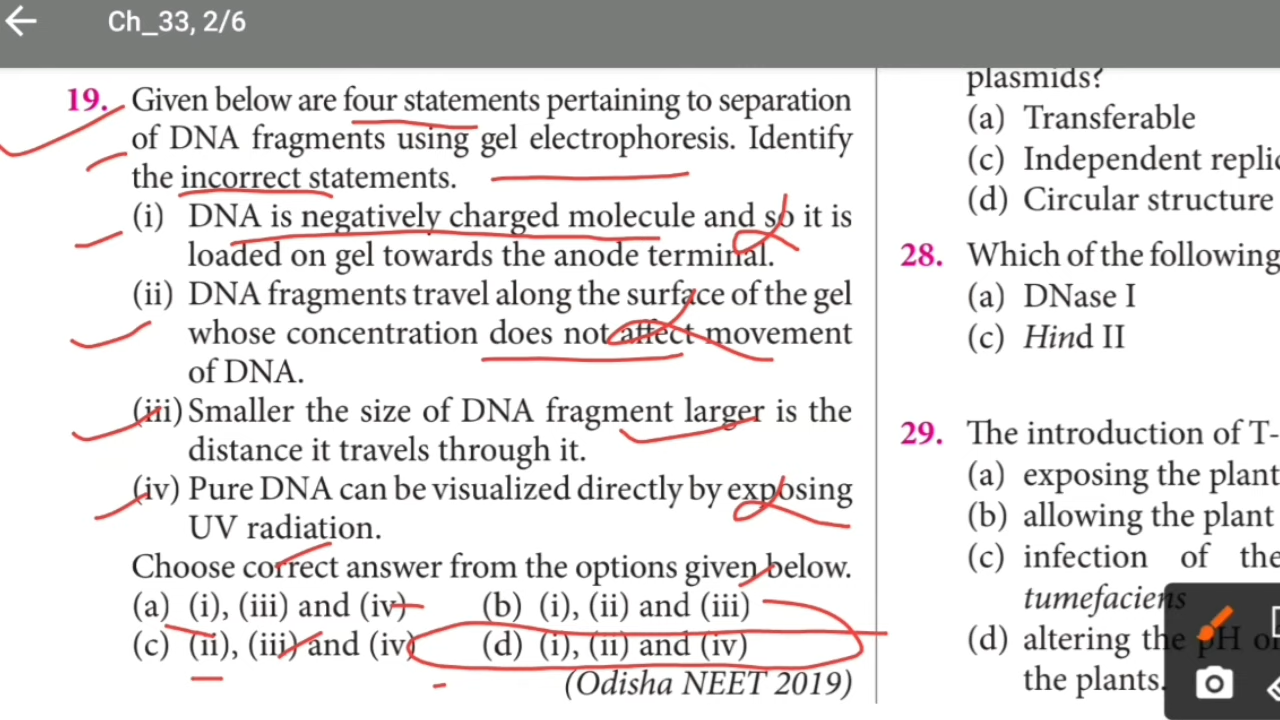 Ch_33, 2/6
19. Given below are four statements pertaining to separation
of DNA fragments using gel electrophoresis. Identify
the incorrect statements.
(i) DNA is negatively charged molecule and so it is
loaded on gel towards the anode terminal.
(ii) DNA fragments travel along the surface of the gel
whose concentration does not affect movement
of DNA.
(iii) Smaller the size of DNA fragment larger is the
distance it travels through it.
(iv) Pure DNA can be visualized directly by exposing
UV radiation.
Choose correct answer from the options given below.
(a) (i), (iii) and (iv) (b) (i), (ii) and (iii)
(c) (ii), (iii) and (iv) (d) (i), (ii) and (iv)
(Odisha NEET 2019)
plasmids?
(a) Transferable
(c) Independent replic
(d) Circular structure
28. Which of the following
(a) DNase I
(c) Hind II
29. The introduction of T-
(a) exposing the plant
(b) allowing the plant
(c) infection of the
tumefaciens
(d) altering the pH o
the plants.